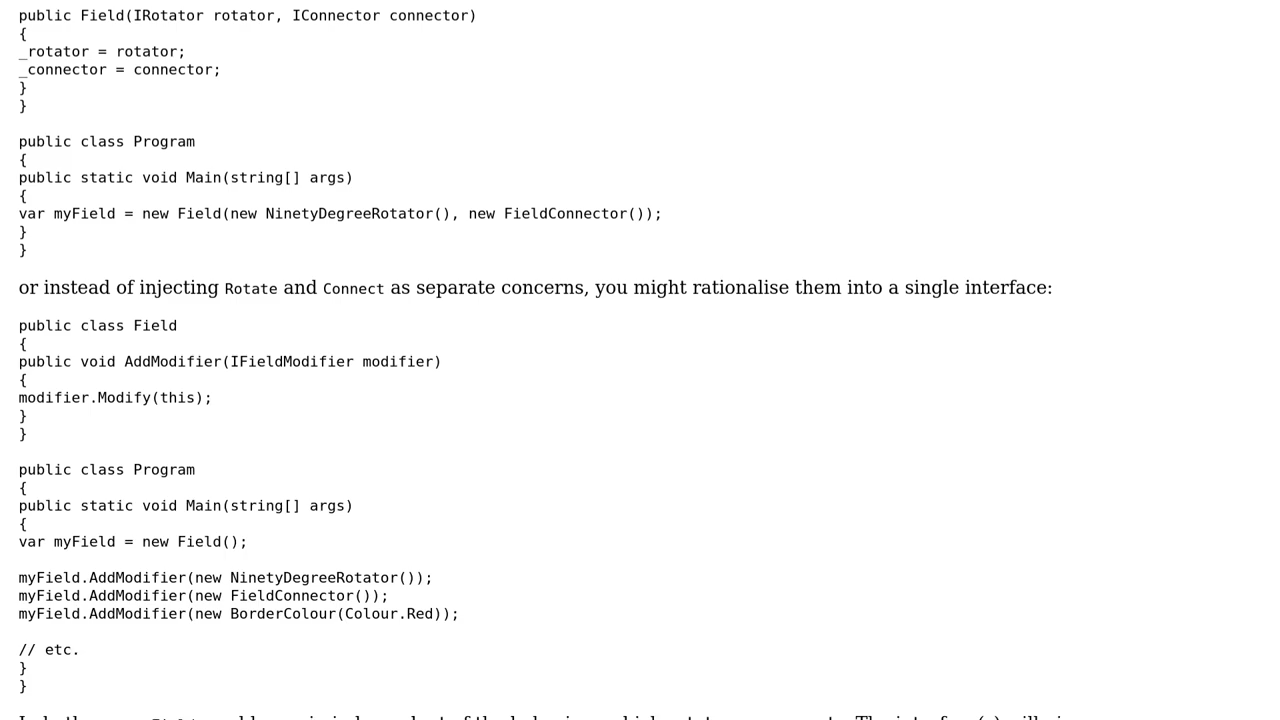 public Field(IRotator rotator, IConnector connector)
{
_rotator = rotator;
_connector = connector;
}
}
public class Program
{
public static void Main(string[] args)
{
var myField = new Field(new NinetyDegreeRotator(), new FieldConnector());
}
}
or instead of injecting Rotate and Connect as separate concerns, you might rationalise them into a single interface:
public class Field
{
public void AddModifier(IFieldModifier modifier)
{
modifier.Modify(this);
}
}
public class Program
{
public static void Main(string[] args)
{
var myField = new Field();
myField.AddModifier(new NinetyDegreeRotator());
myField.AddModifier(new FieldConnector());
myField.AddModifier(new BorderColour(Colour.Red));
// etc.
}
}